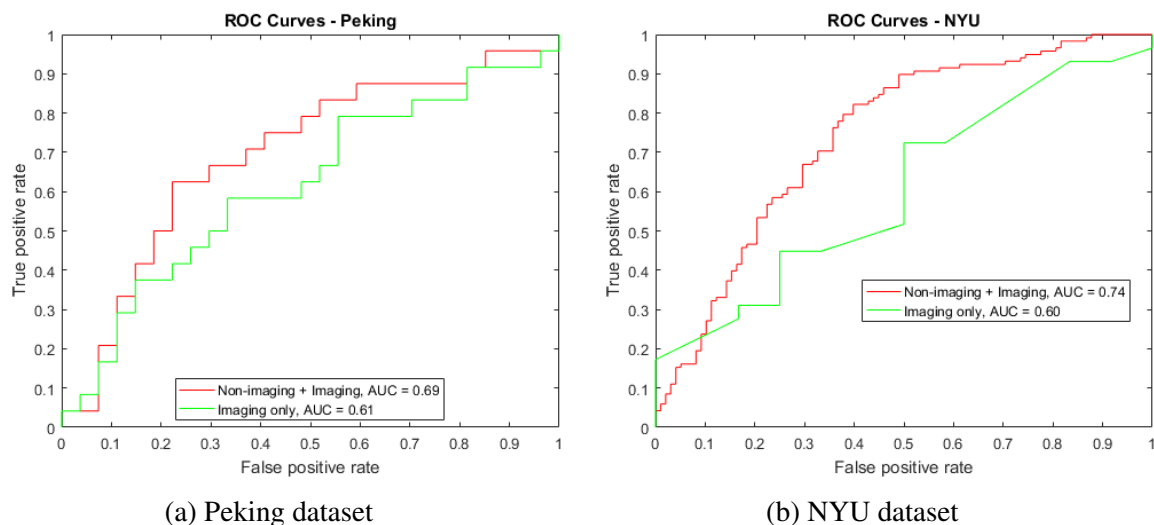 ROC Curves - Peking
1
0.9
0.8
0.7
0.6
0.5
0.4
0.3
0.2
0.1
0
True positive rate
Non-imaging + Imaging, AUC = 0.69
Imaging only, AUC = 0.61
0 0.1 0.2 0.3 0.4 0.5 0.6 0.7 0.8 0.9 1
False positive rate
(a) Peking dataset
ROC Curves - NYU
1
0.9
0.8
0.7
0.6
0.5
0.4
0.3
0.2
0.1
0
True positive rate
Non-imaging + Imaging, AUC = 0.74
Imaging only, AUC = 0.60
0 0.1 0.2 0.3 0.4 0.5 0.6 0.7 0.8 0.9 1
False positive rate
(b) NYU dataset